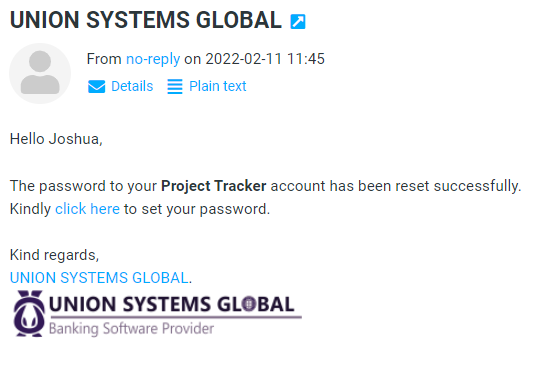 UNION SYSTEMS GLOBAL
From no-reply on 2022-02-11 11:45
Details Plain text
Hello Joshua,
The password to your Project Tracker account has been reset successfully.
Kindly click here to set your password.
Kind regards,
UNION SYSTEMS GLOBAL.
UNION SYSTEMS GLOBAL
Banking Software Provider